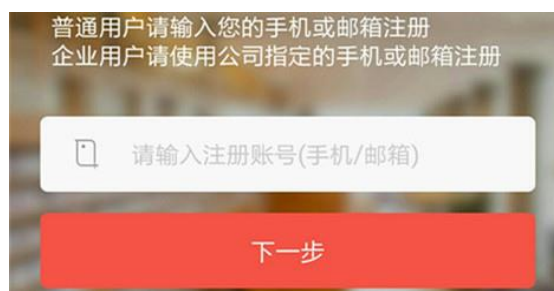 普通用户请输入您的手机或邮箱注册
企业用户请使用公司指定的手机或邮箱注册
请输入注册账号(手机/邮箱)
下一步